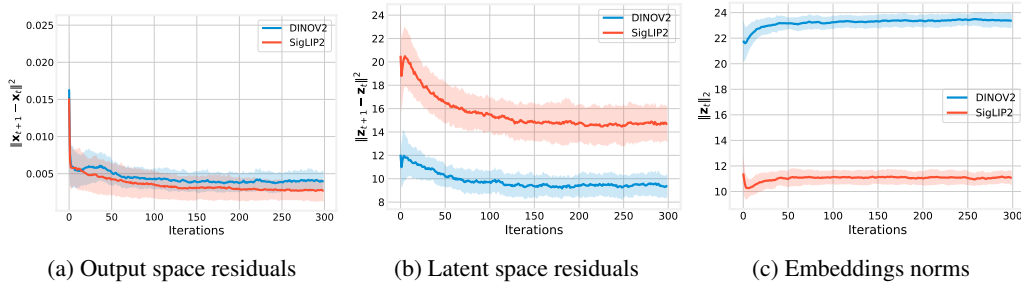 0.025
0.020
0.015
0.010
0.005
0 50 100 150 200 250 300
Iterations
‖x_{t+1} − x_t‖²
DINOV2
SigLIP2
(a) Output space residuals
24
22
20
18
16
14
12
10
8
0 50 100 150 200 250 300
Iterations
‖z_{t+1} − z_t‖²
DINOV2
SigLIP2
(b) Latent space residuals
24
22
20
18
16
14
12
10
0 50 100 150 200 250 300
Iterations
‖z_t‖₂
DINOV2
SigLIP2
(c) Embeddings norms